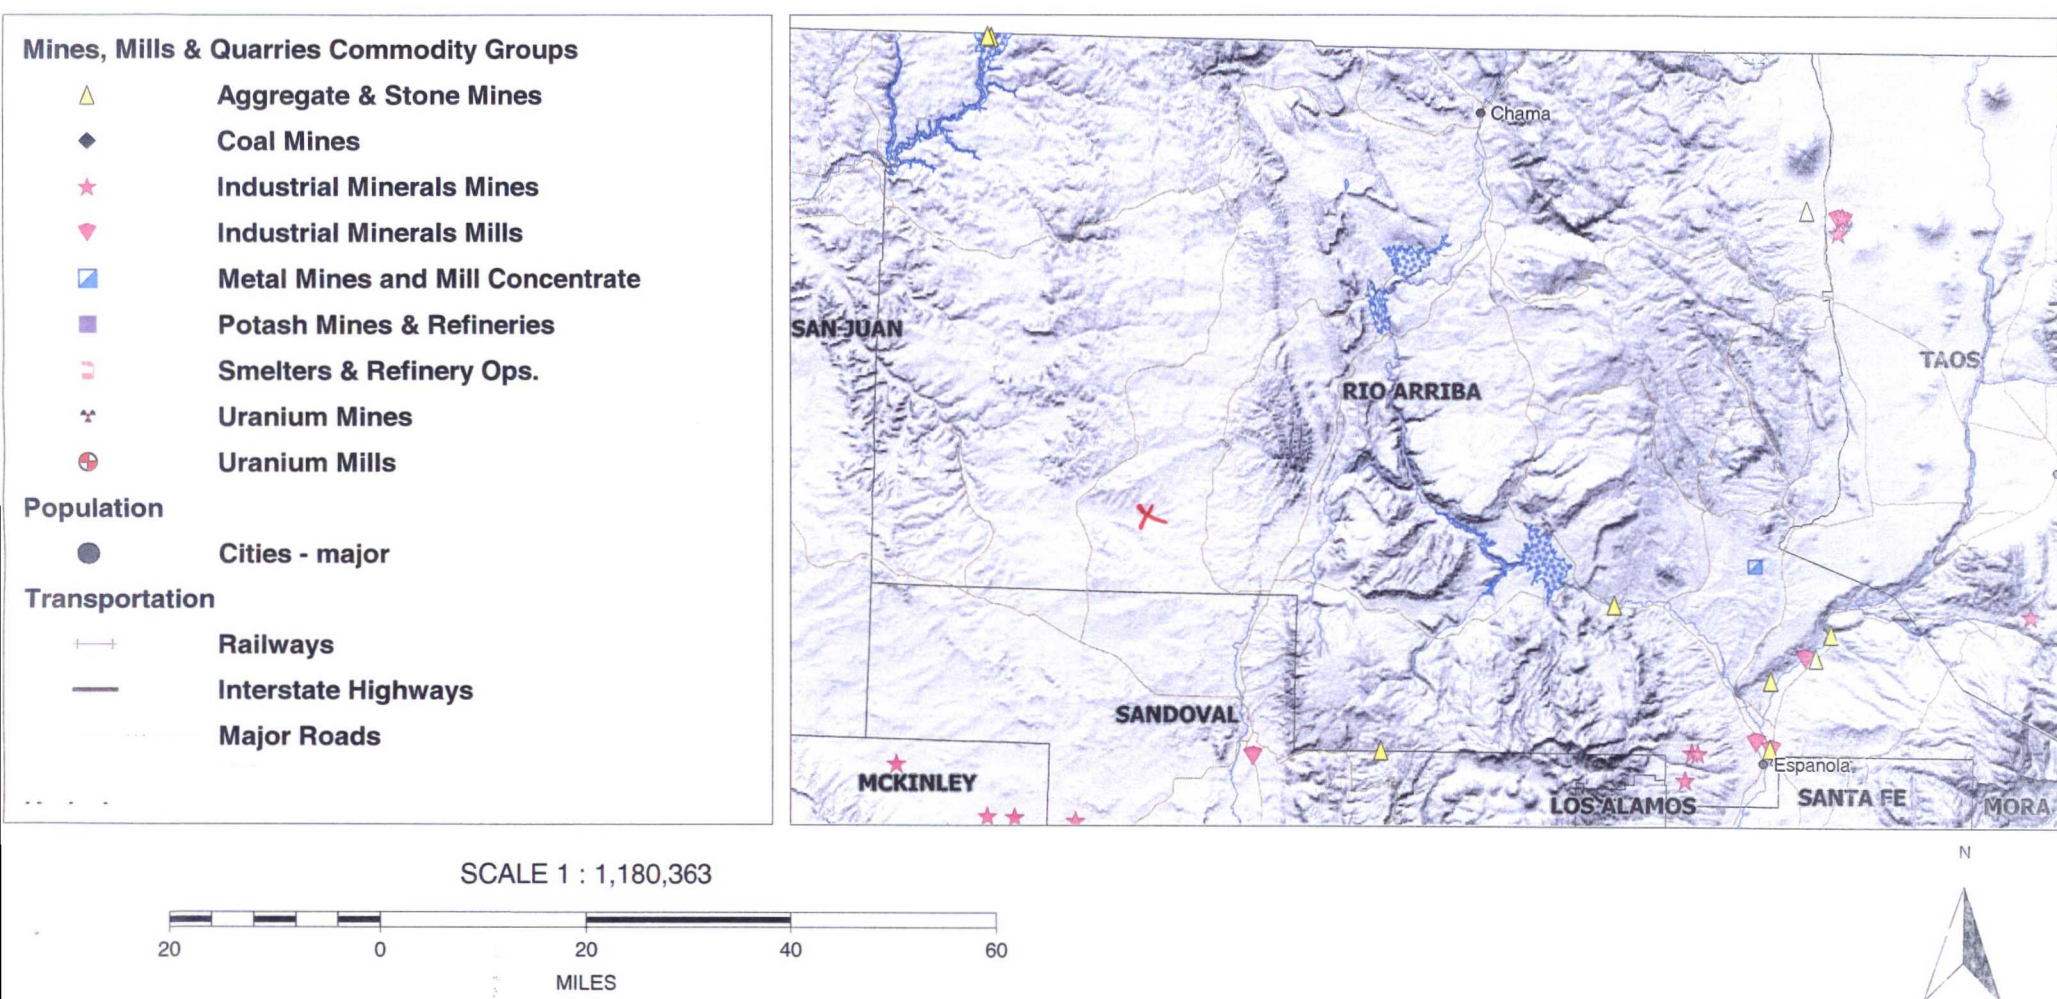 Mines, Mills & Quarries Commodity Groups
Aggregate & Stone Mines
Coal Mines
Industrial Minerals Mines
Industrial Minerals Mills
Metal Mines and Mill Concentrate
Potash Mines & Refineries
Smelters & Refinery Ops.
Uranium Mines
Uranium Mills
Population
Cities - major
Transportation
Railways
Interstate Highways
Major Roads
Chama
SAN JUAN
TAOS
RIO ARRIBA
SANDOVAL
Espanola
MCKINLEY
LOS ALAMOS
SANTA FE
MORA
SCALE 1 : 1,180,363
20 0 20 40 60
MILES
N